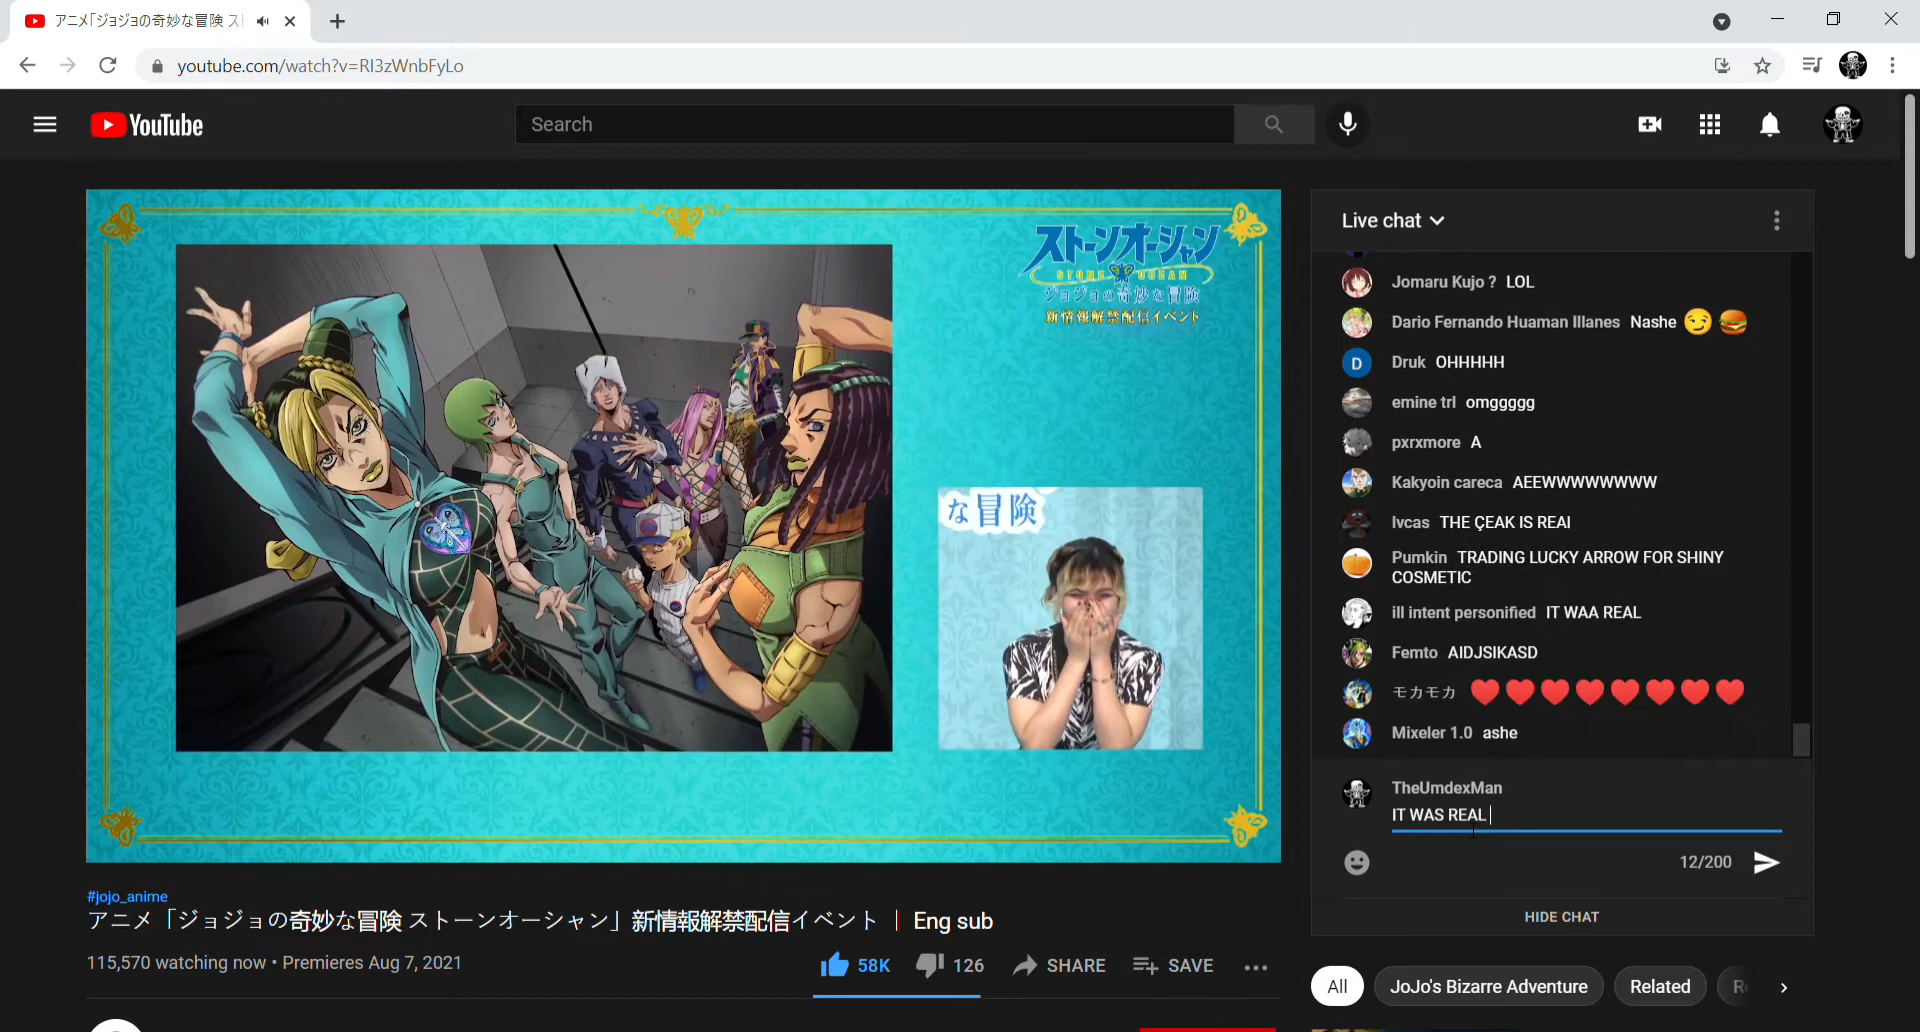 アニメ「ジョジョの奇妙な冒険 ス
youtube.com/watch?v=RI3zWnbFyLo
YouTube
Search
ストーンオーシャン
STONE OCEAN
ジョジョの奇妙な冒険
新情報解禁配信イベント
な冒険
Live chat
Jomaru Kujo ? LOL
Dario Fernando Huaman Illanes Nashe 😏 🍔
D
Druk OHHHHH
emine trl omggggg
pxrxmore A
Kakyoin careca AEEWWWWWWWW
lvcas THE ÇEAK IS REAl
Pumkin TRADING LUCKY ARROW FOR SHINY
COSMETIC
ill intent personified IT WAA REAL
Femto AIDJSIKASD
モカモカ ❤️❤️❤️❤️❤️❤️❤️❤️
Mixeler 1.0 ashe
TheUmdexMan
IT WAS REAL
12/200
HIDE CHAT
#jojo_anime
アニメ「ジョジョの奇妙な冒険 ストーンオーシャン」新情報解禁配信イベント ｜ Eng sub
115,570 watching now • Premieres Aug 7, 2021
58K 126 SHARE SAVE
All JoJo's Bizarre Adventure Related